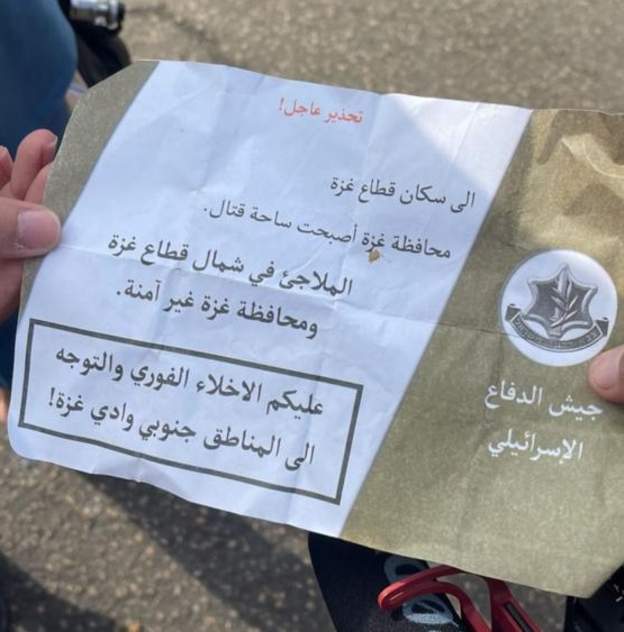 تحذير عاجل!
الى سكان قطاع غزة
محافظة غزة أصبحت ساحة قتال.
الملاجئ في شمال قطاع غزة
ومحافظة غزة غير آمنة.
عليكم الاخلاء الفوري والتوجه
الى المناطق جنوبي وادي غزة!
جيش الدفاع
الإسرائيلي